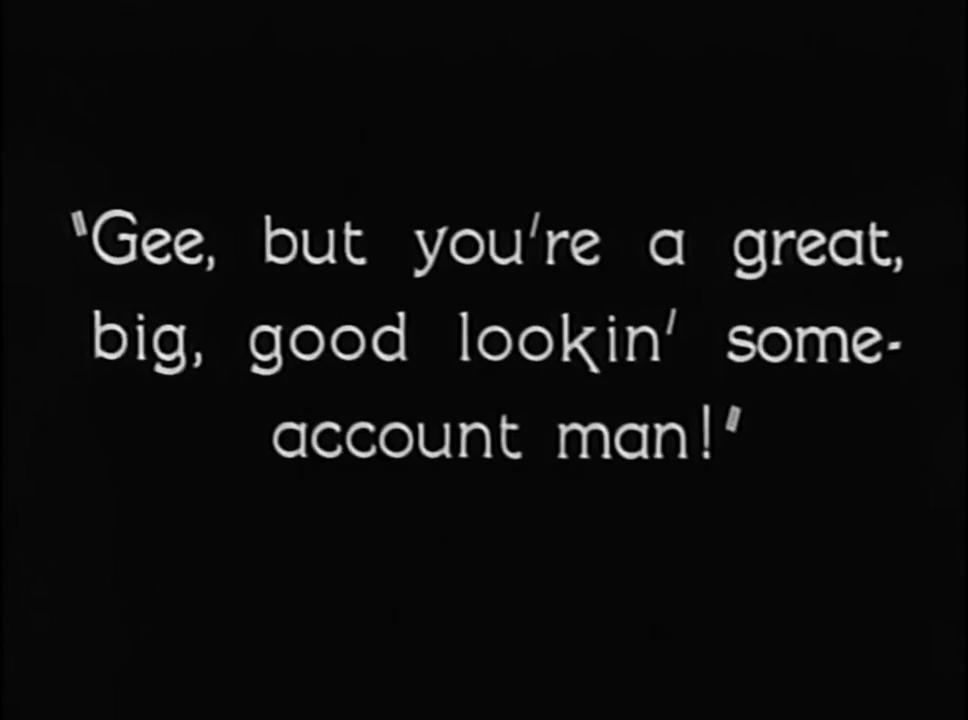 "Gee, but you're a great,
big, good lookin' some-
account man!"